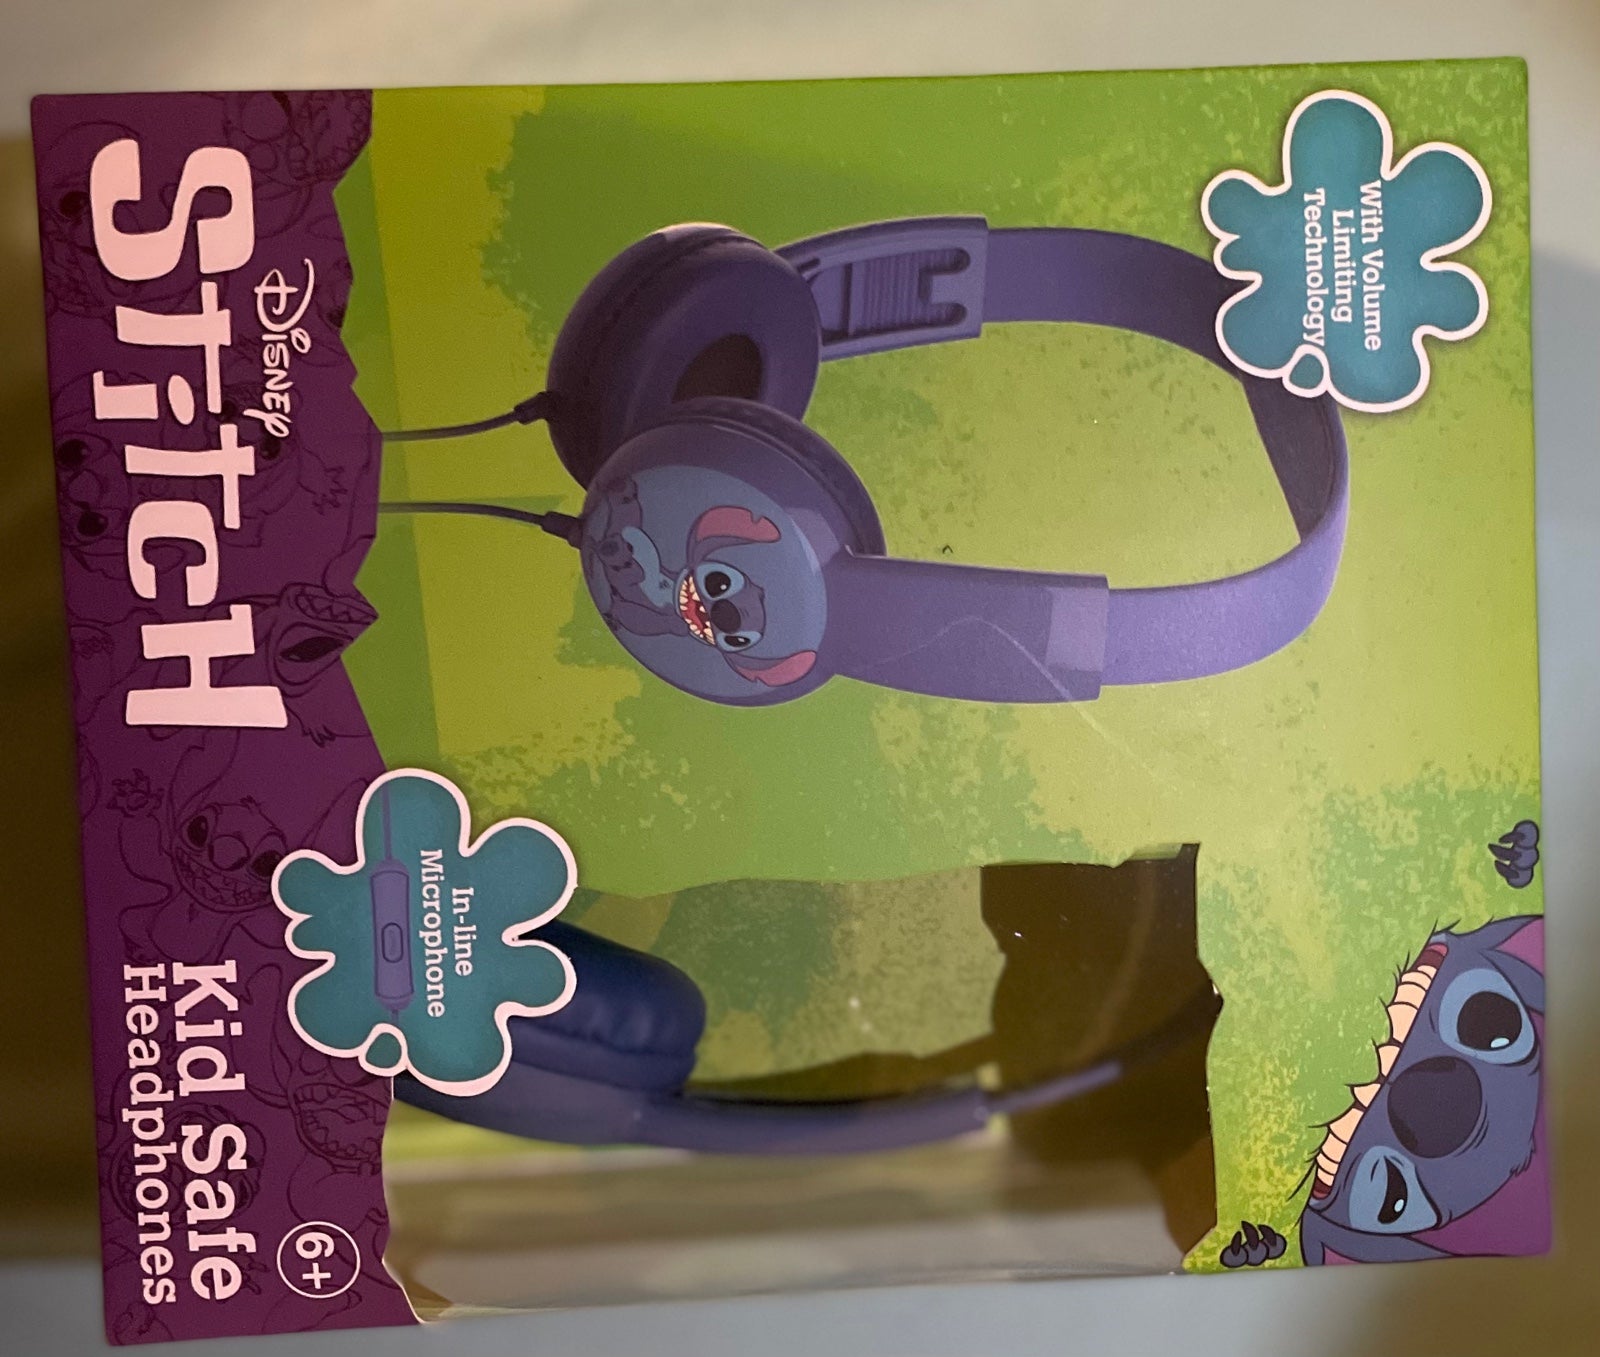 With Volume
Limiting
Technology
Disney
Stitch
In-line
Microphone
Kid Safe
Headphones
6+